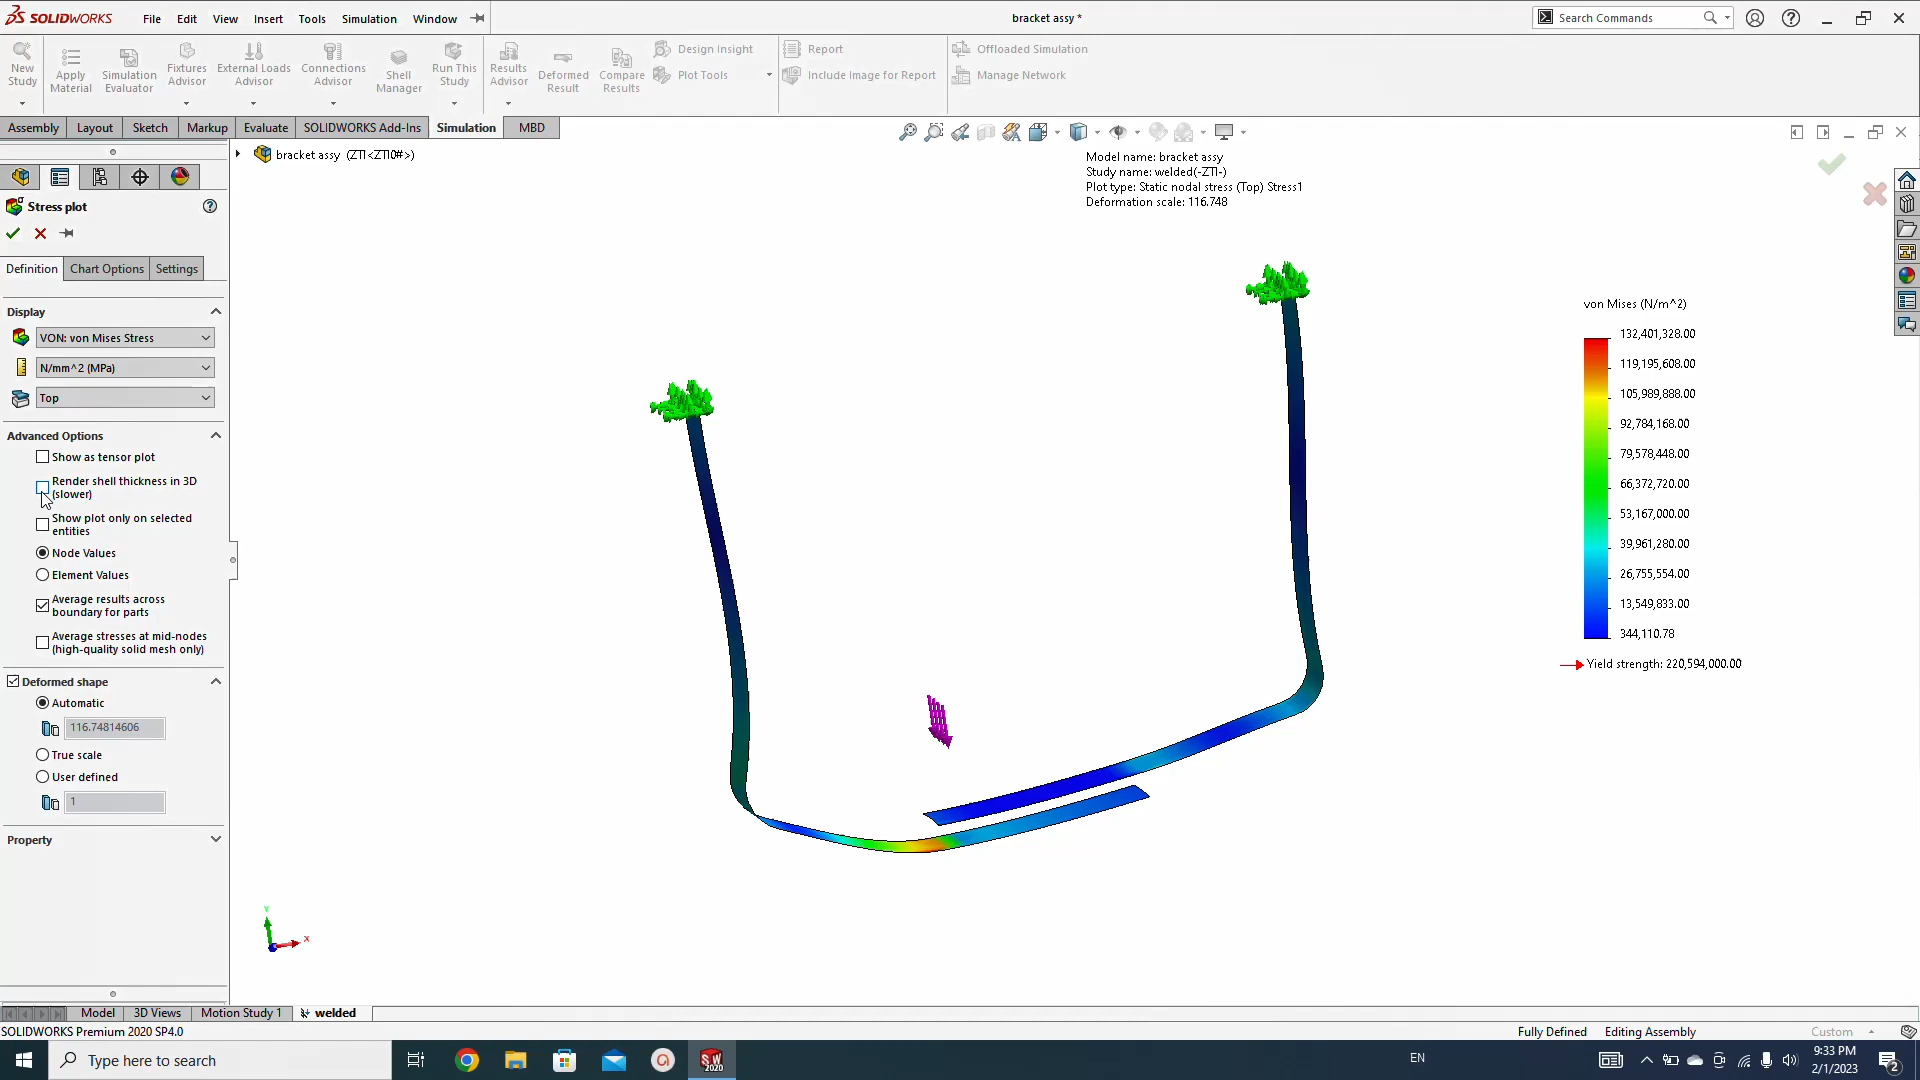 SOLIDWORKS File Edit View Insert Tools Simulation Window
bracket assy *
Search Commands
New Study
Apply Material
Simulation Evaluator
Fixtures Advisor
External Loads Advisor
Connections Advisor
Shell Manager
Run This Study
Results Advisor
Deformed Result
Compare Results
Design Insight
Plot Tools
Report
Include Image for Report
Offloaded Simulation
Manage Network
Assembly Layout Sketch Markup Evaluate SOLIDWORKS Add-Ins Simulation MBD
bracket assy (ZTI<ZTI0#>)
Model name: bracket assy
Study name: welded(-ZTI-)
Plot type: Static nodal stress (Top) Stress1
Deformation scale: 116.748
Stress plot
Definition Chart Options Settings
Display
VON: von Mises Stress
N/mm^2 (MPa)
Top
Advanced Options
Show as tensor plot
Render shell thickness in 3D
(slower)
Show plot only on selected
entities
Node Values
Element Values
Average results across
boundary for parts
Average stresses at mid-nodes
(high-quality solid mesh only)
Deformed shape
Automatic
116.74814606
True scale
User defined
1
Property
von Mises (N/m^2)
132,401,328.00
119,195,608.00
105,989,888.00
92,784,168.00
79,578,448.00
66,372,720.00
53,167,000.00
39,961,280.00
26,755,554.00
13,549,833.00
344,110.78
Yield strength: 220,594,000.00
Y
X
Model 3D Views Motion Study 1 welded
SOLIDWORKS Premium 2020 SP4.0
Fully Defined Editing Assembly Custom
Type here to search
SW
2020
EN
9:33 PM
2/1/2023
2